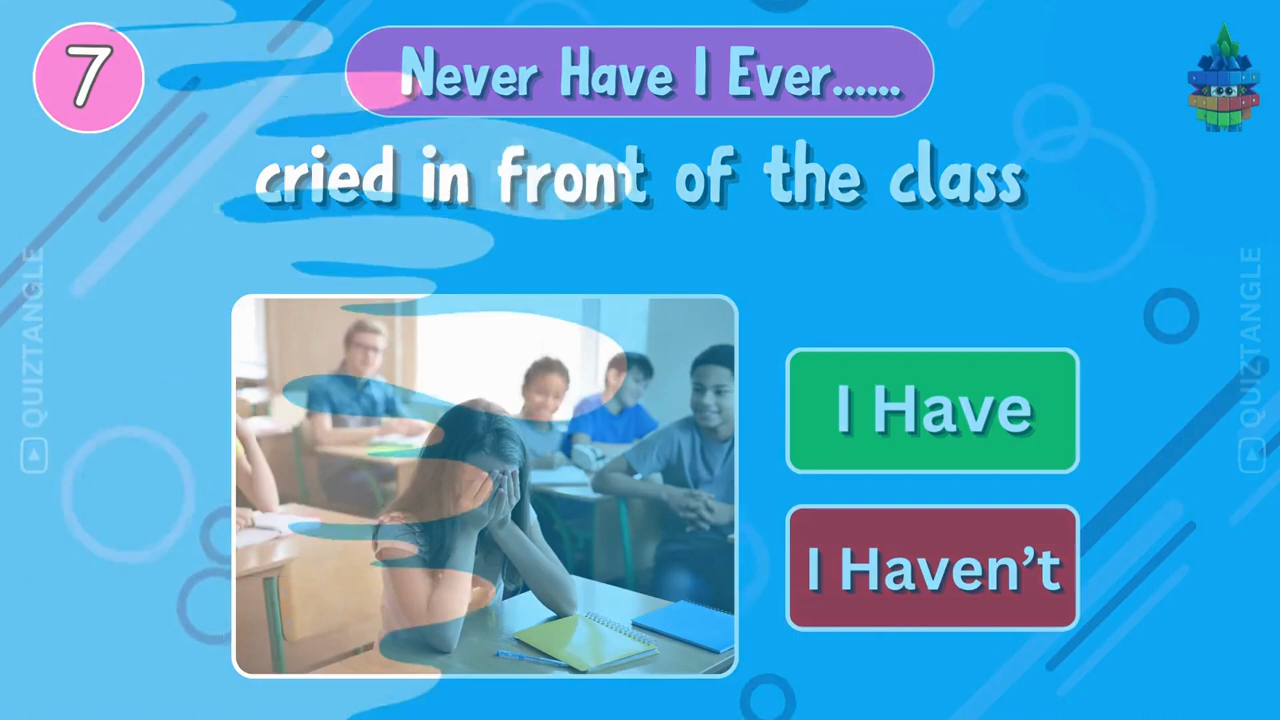 7
Never Have I Ever......
cried in front of the class
I Have
I Haven't
QUIZTANGLE
QUIZTANGLE